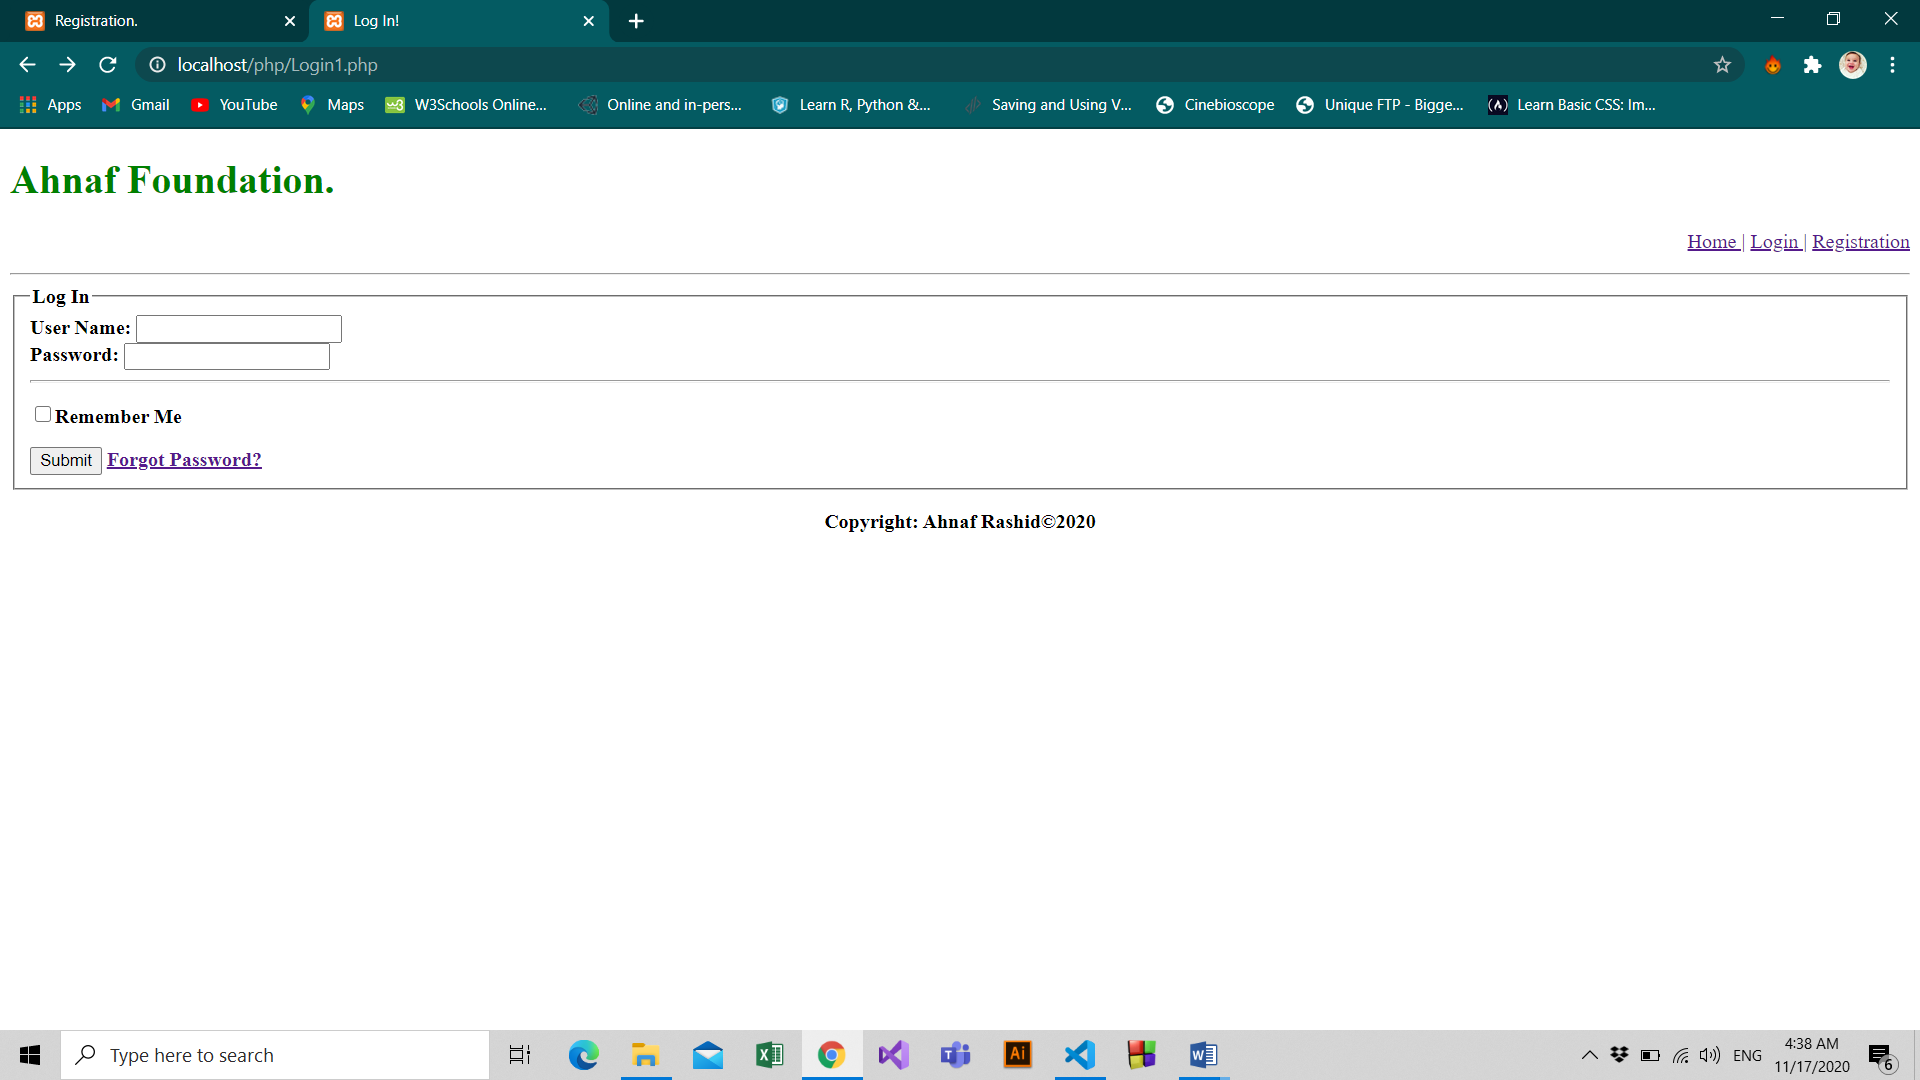 Registration.
Log In!
localhost/php/Login1.php
Apps Gmail YouTube Maps W3Schools Online... Online and in-pers... Learn R, Python &... Saving and Using V... Cinebioscope Unique FTP - Bigge... Learn Basic CSS: Im...
Ahnaf Foundation.
Home | Login | Registration
Log In
User Name:
Password:
Remember Me
Submit Forgot Password?
Copyright: Ahnaf Rashid©2020
Type here to search
ENG
4:38 AM
11/17/2020
6